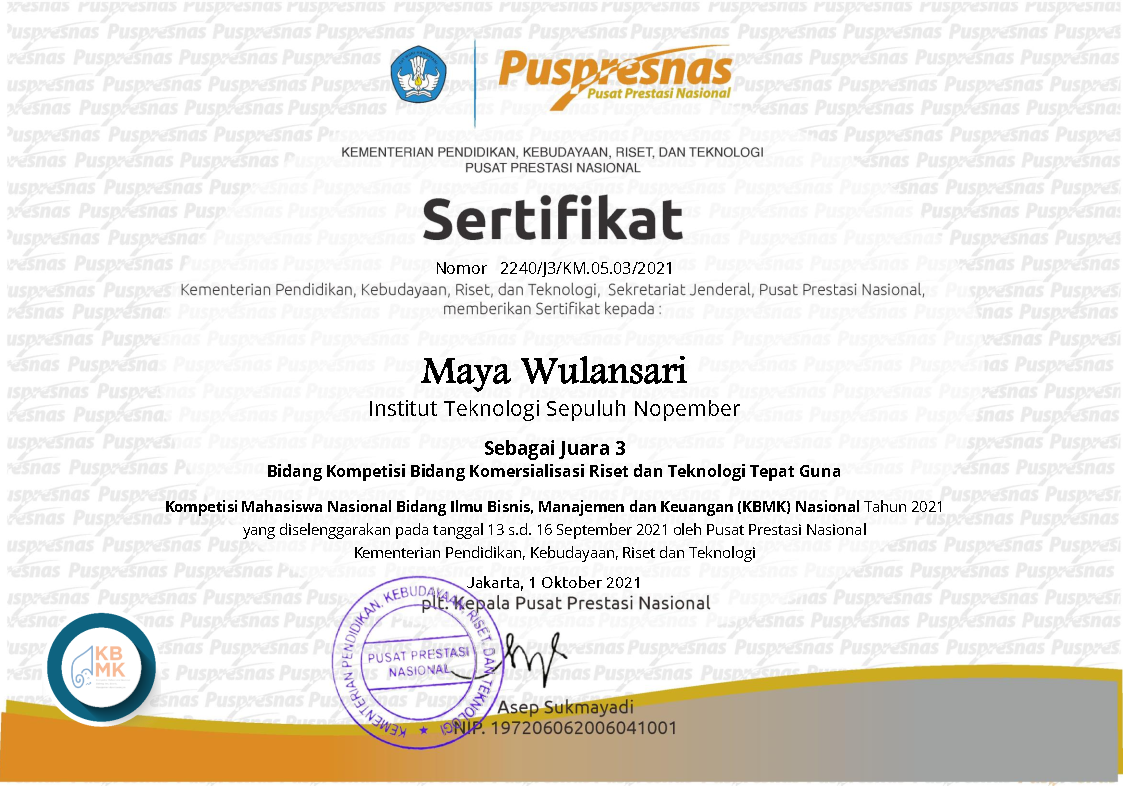 Puspresnas
Pusat Prestasi Nasional
KEMENTERIAN PENDIDIKAN, KEBUDAYAAN, RISET, DAN TEKNOLOGI
PUSAT PRESTASI NASIONAL
Sertifikat
Nomor 2240/J3/KM.05.03/2021
Kementerian Pendidikan, Kebudayaan, Riset, dan Teknologi, Sekretariat Jenderal, Pusat Prestasi Nasional,
memberikan Sertifikat kepada :
Maya Wulansari
Institut Teknologi Sepuluh Nopember
Sebagai Juara 3
Bidang Kompetisi Bidang Komersialisasi Riset dan Teknologi Tepat Guna
Kompetisi Mahasiswa Nasional Bidang Ilmu Bisnis, Manajemen dan Keuangan (KBMK) Nasional Tahun 2021
yang diselenggarakan pada tanggal 13 s.d. 16 September 2021 oleh Pusat Prestasi Nasional
Kementerian Pendidikan, Kebudayaan, Riset dan Teknologi
Jakarta, 1 Oktober 2021
plt. Kepala Pusat Prestasi Nasional
KEMENTERIAN PENDIDIKAN, KEBUDAYAAN, RISET, DAN TEKNOLOGI
PUSAT PRESTASI
NASIONAL
KB
MK
Asep Sukmayadi
NIP. 197206062006041001